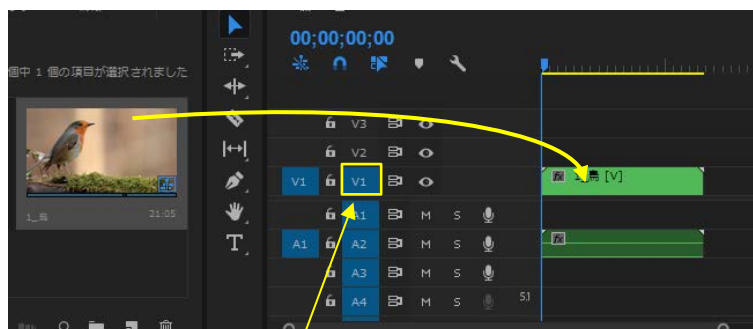 00;00;00;00
個中 1 個の項目が選択されました
V3
V2
V1 V1
fx 1_鳥 [V]
1_鳥 21:05
A1 M S
A1 A2 M S
fx
A3 M S
A4 M S 5.1
T